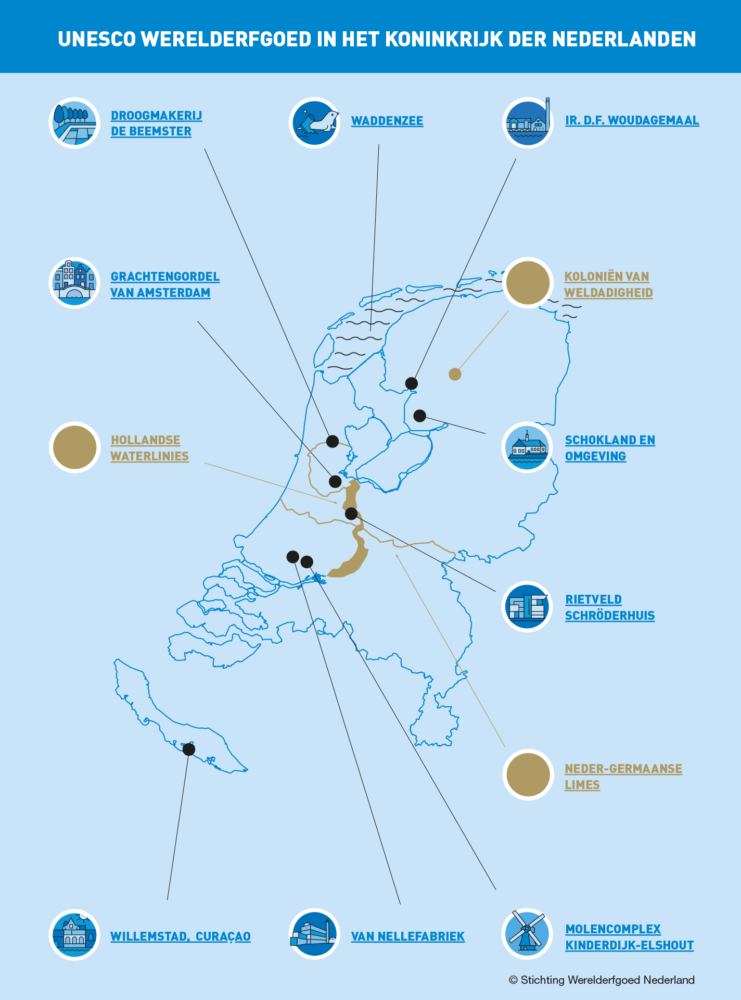 UNESCO WERELDERFGOED IN HET KONINKRIJK DER NEDERLANDEN
DROOGMAKERIJ
DE BEEMSTER
WADDENZEE
IR. D.F. WOUDAGEMAAL
GRACHTENGORDEL
VAN AMSTERDAM
KOLONIËN VAN
WELDADIGHEID
HOLLANDSE
WATERLINIES
SCHOKLAND EN
OMGEVING
RIETVELD
SCHRÖDERHUIS
NEDER-GERMAANSE
LIMES
WILLEMSTAD, CURAÇAO
VAN NELLEFABRIEK
MOLENCOMPLEX
KINDERDIJK-ELSHOUT
© Stichting Werelderfgoed Nederland